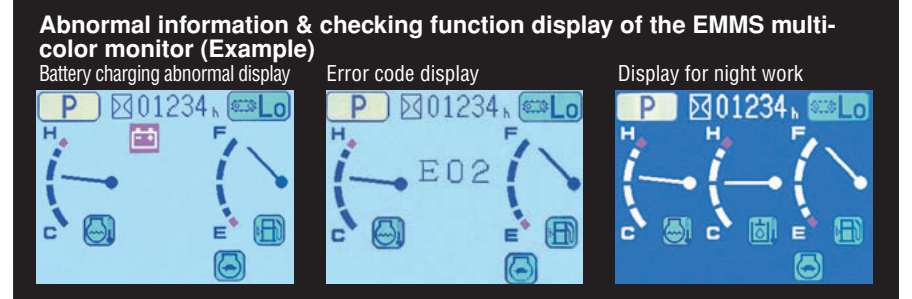 Abnormal information & checking function display of the EMMS multi-
color monitor (Example)
Battery charging abnormal display
Error code display
Display for night work
P 01234h Lo
H F
C E
P 01234h Lo
H F
E02
C E
P 01234h Lo
H H F
C C E